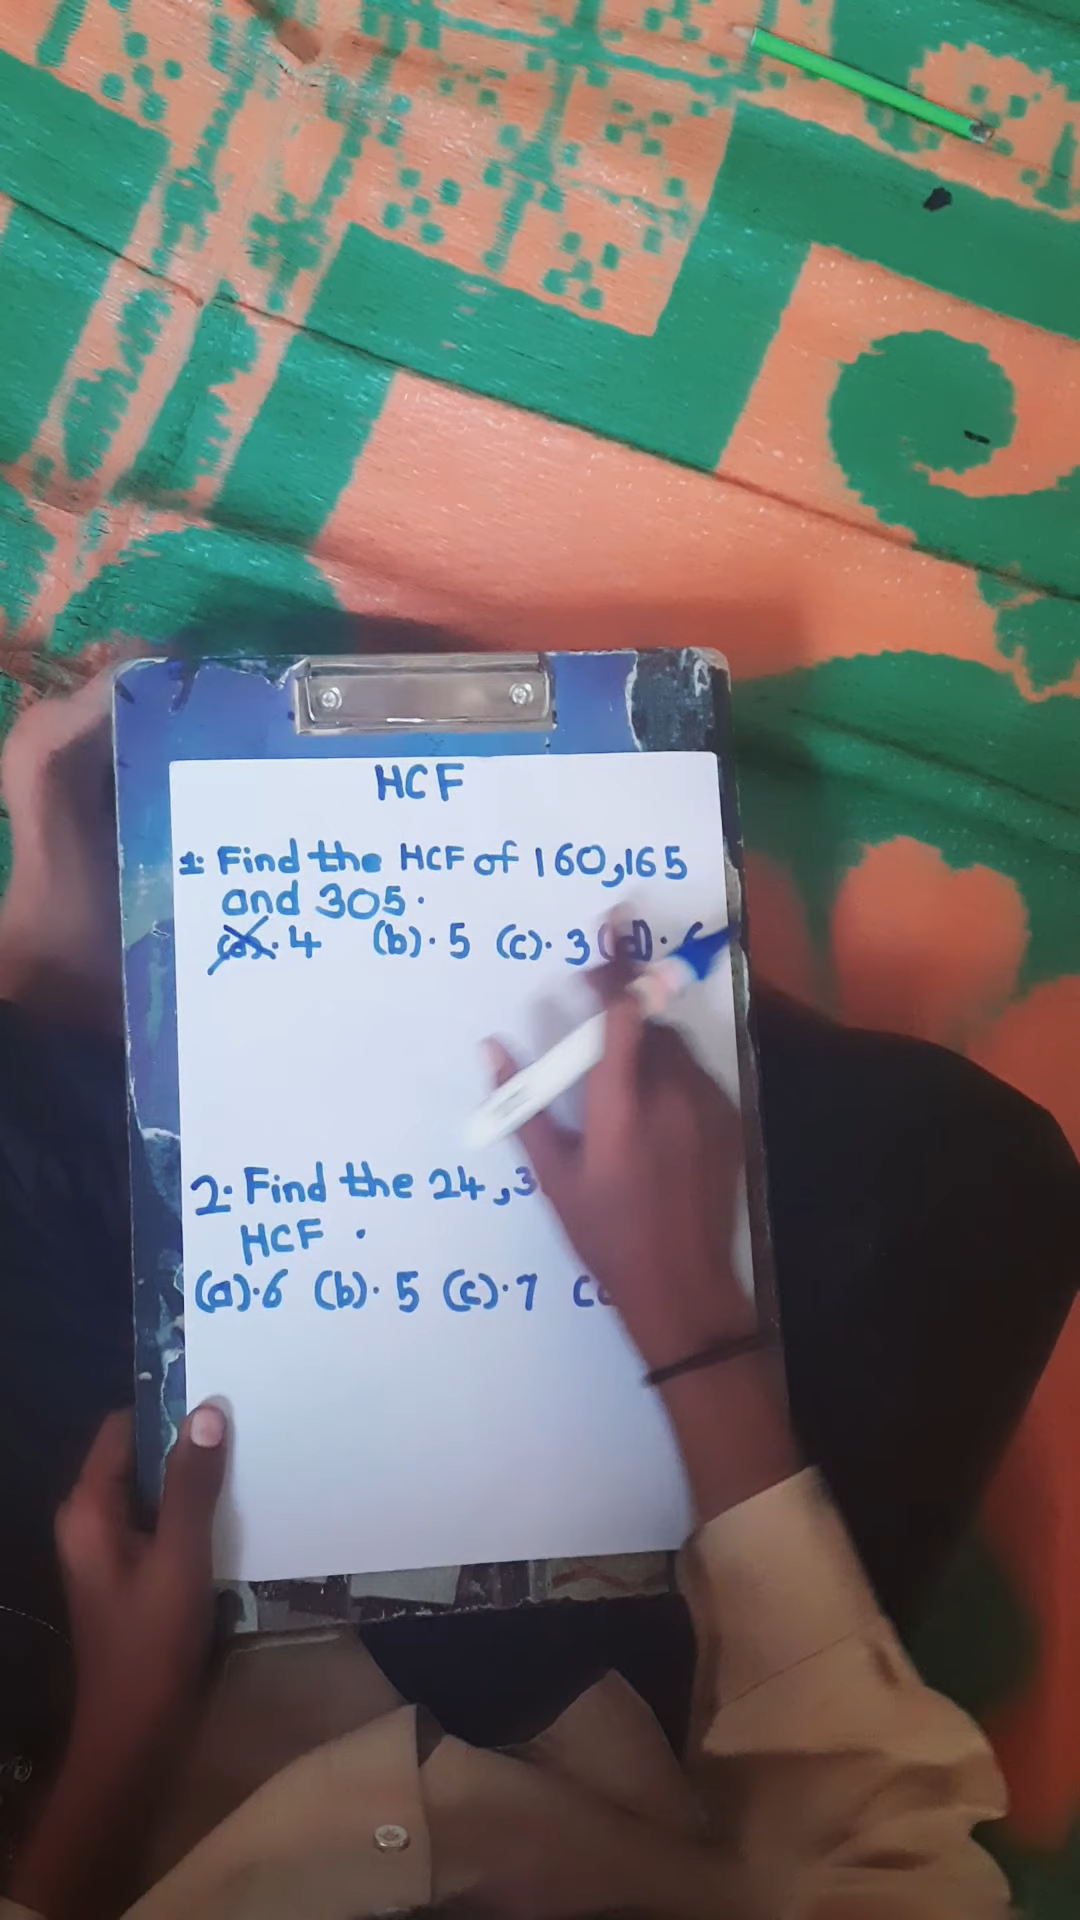 HCF
1. Find the HCF of 160,165
and 305.
(a). 4 (b). 5 (c). 3 (d).
2. Find the 24, 3
HCF .
(a).6 (b). 5 (c). 7